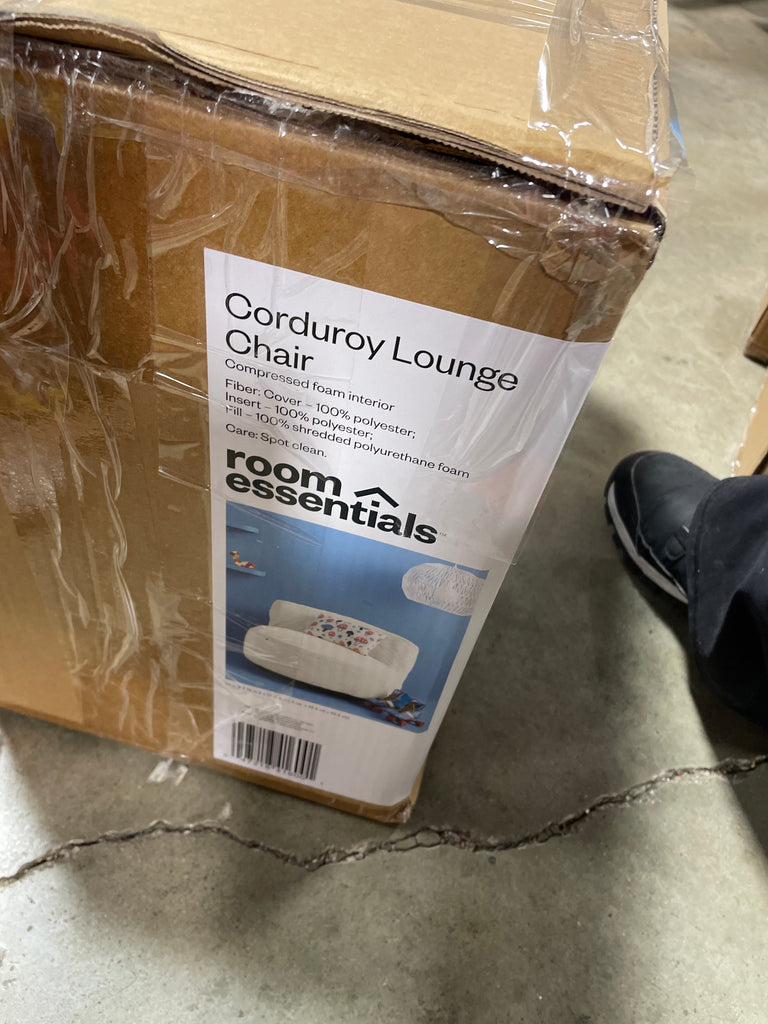 Corduroy Lounge
Chair
Compressed foam interior
Fiber: Cover – 100% polyester;
Insert – 100% polyester;
Fill – 100% shredded polyurethane foam
Care: Spot clean.
room
essentials™